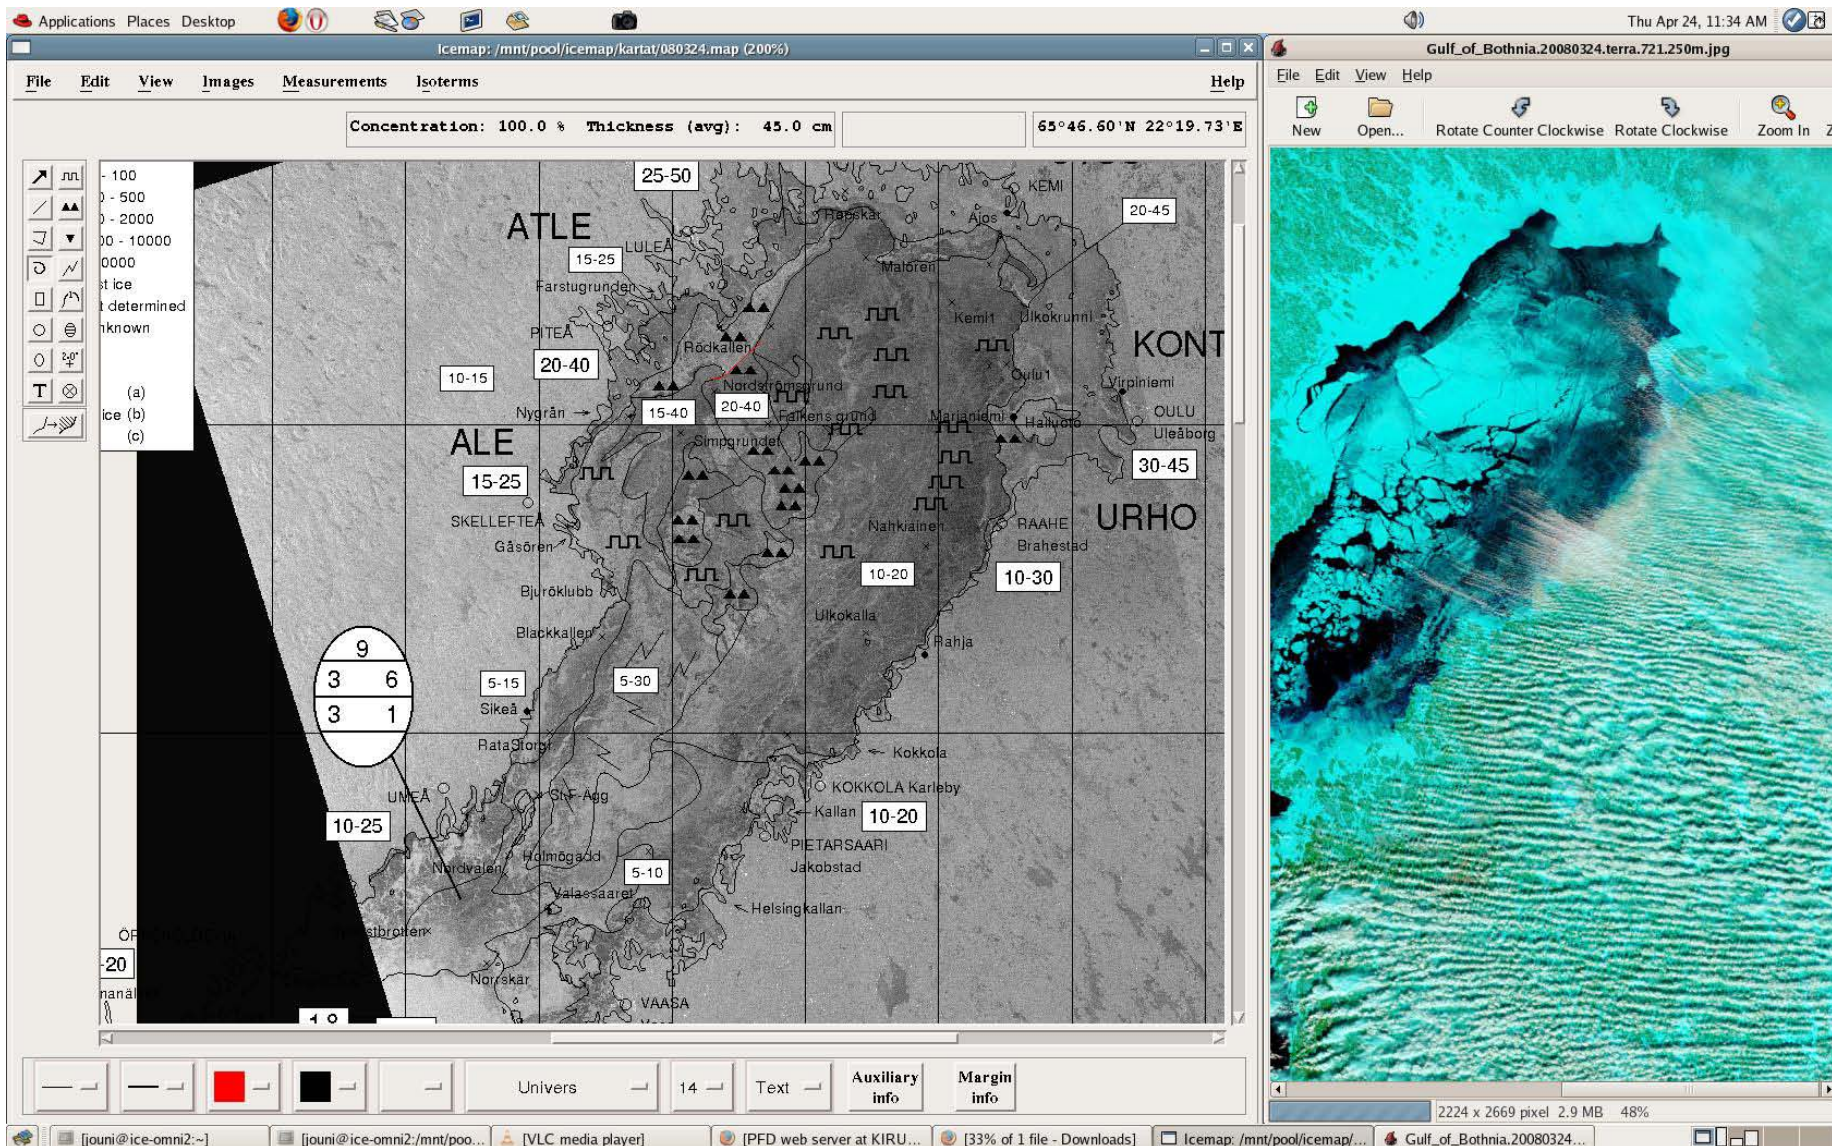 Applications Places Desktop
Thu Apr 24, 11:34 AM
Icemap: /mnt/pool/icemap/kartat/080324.map (200%)
File Edit View Images Measurements Isoterms Help
Concentration: 100.0 % Thickness (avg): 45.0 cm
65°46.60'N 22°19.73'E
- 100
- 500
- 2000
00 - 10000
0000
st ice
t determined
nknown
(a)
ice (b)
(c)
T
25-50
KEMI
20-45
ATLE
Ajos
LULEÅ
15-25
Malören
Farstugrunden
Kemi1
Ulkokrunni
PITEÅ
Rödkallen
KONT
20-40
10-15
Oulu1
Virpiniemi
Nordströmsgrund
Nygrån
15-40
20-40
Falkens grund
Marjaniemi
Hailuoto
OULU
Uleåborg
ALE
Simpgrundet
15-25
30-45
SKELLEFTEÅ
Nahkiainen
RAAHE
URHO
Gåsören
Brahestad
10-20
10-30
Bjuröklubb
Ulkokalla
Blackkallen
Rahja
9
3 6
3 1
5-15
5-30
Sikeå
RataStorgr
Kokkola
UMEÅ
St.F-Agg
KOKKOLA Karleby
Kallan
10-20
10-25
PIETARSAARI
Jakobstad
Holmögadd
Nordvalen
5-10
Valassaaret
Helsingkallan
stbrotten
-20
Norrskär
VAASA
Univers
14
Text
Auxiliary
info
Margin
info
Gulf_of_Bothnia.20080324.terra.721.250m.jpg
File Edit View Help
New Open... Rotate Counter Clockwise Rotate Clockwise Zoom In
2224 x 2669 pixel 2.9 MB 48%
[jouni@ice-omni2:~]
[jouni@ice-omni2:/mnt/poo...
[VLC media player]
[PFD web server at KIRU...
[33% of 1 file - Downloads]
Icemap: /mnt/pool/icemap/...
Gulf_of_Bothnia.20080324...